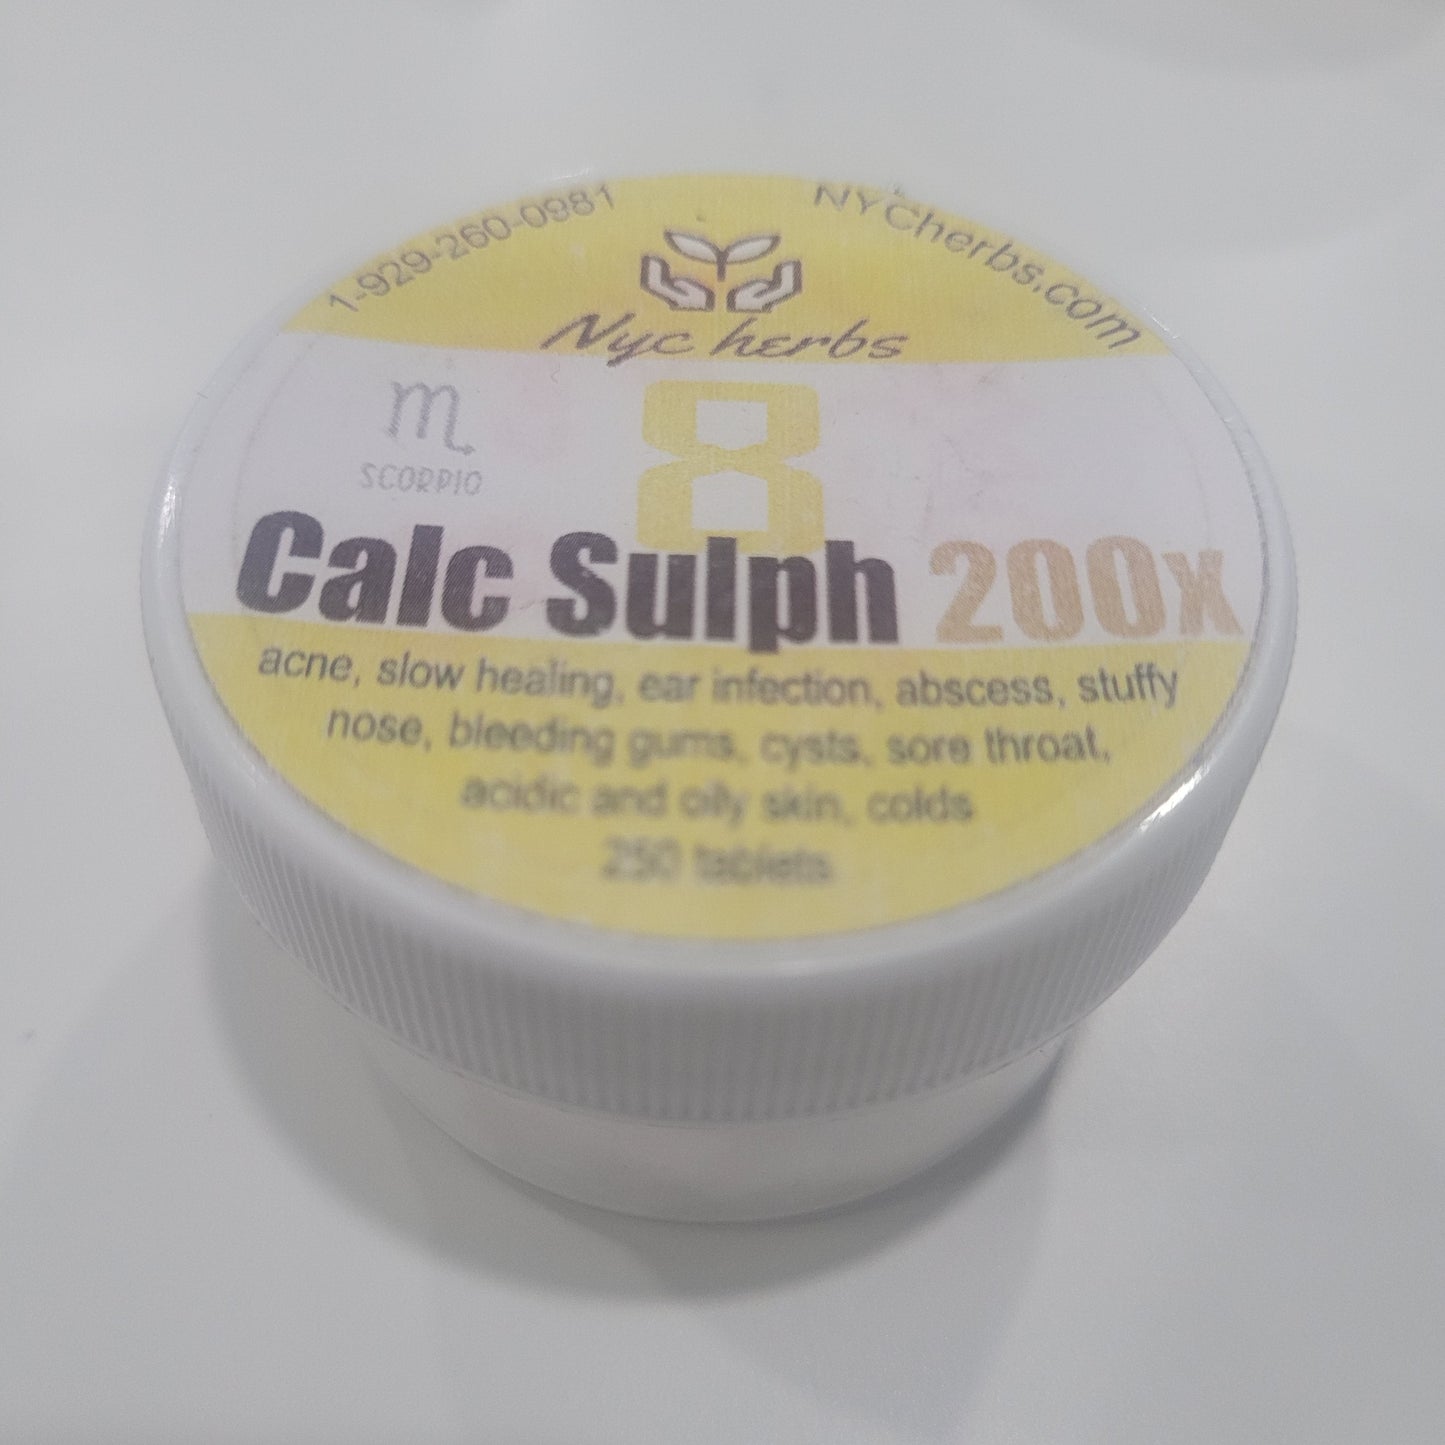 1-929-260-0981
NYCherbs.com
Nyc herbs
8
SCORPIO
Calc Sulph 200x
acne, slow healing, ear infection, abscess, stuffy
nose, bleeding gums, cysts, sore throat,
acidic and oily skin, colds
250 tablets